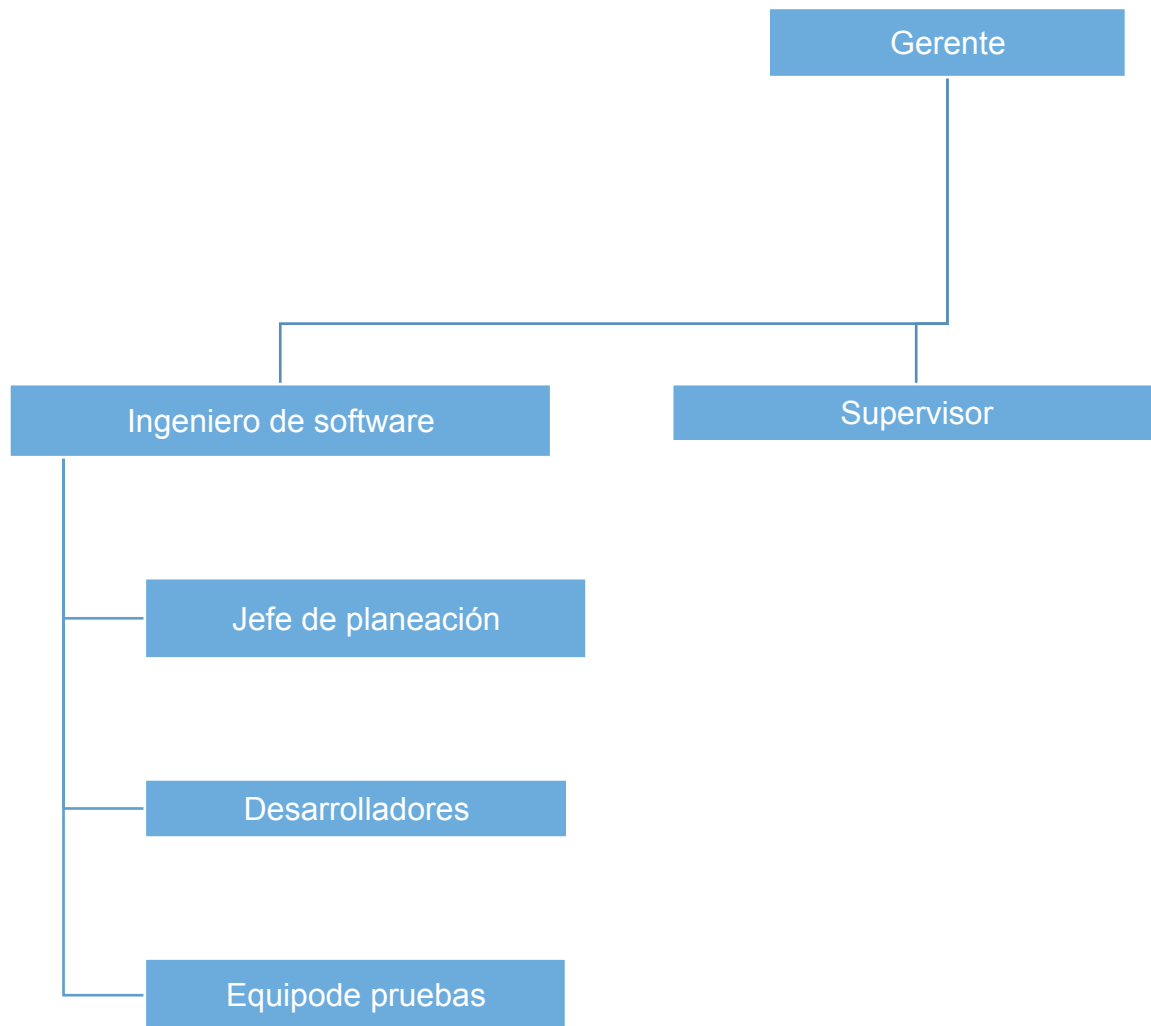 Gerente
Ingeniero de software
Supervisor
Jefe de planeación
Desarrolladores
Equipode pruebas